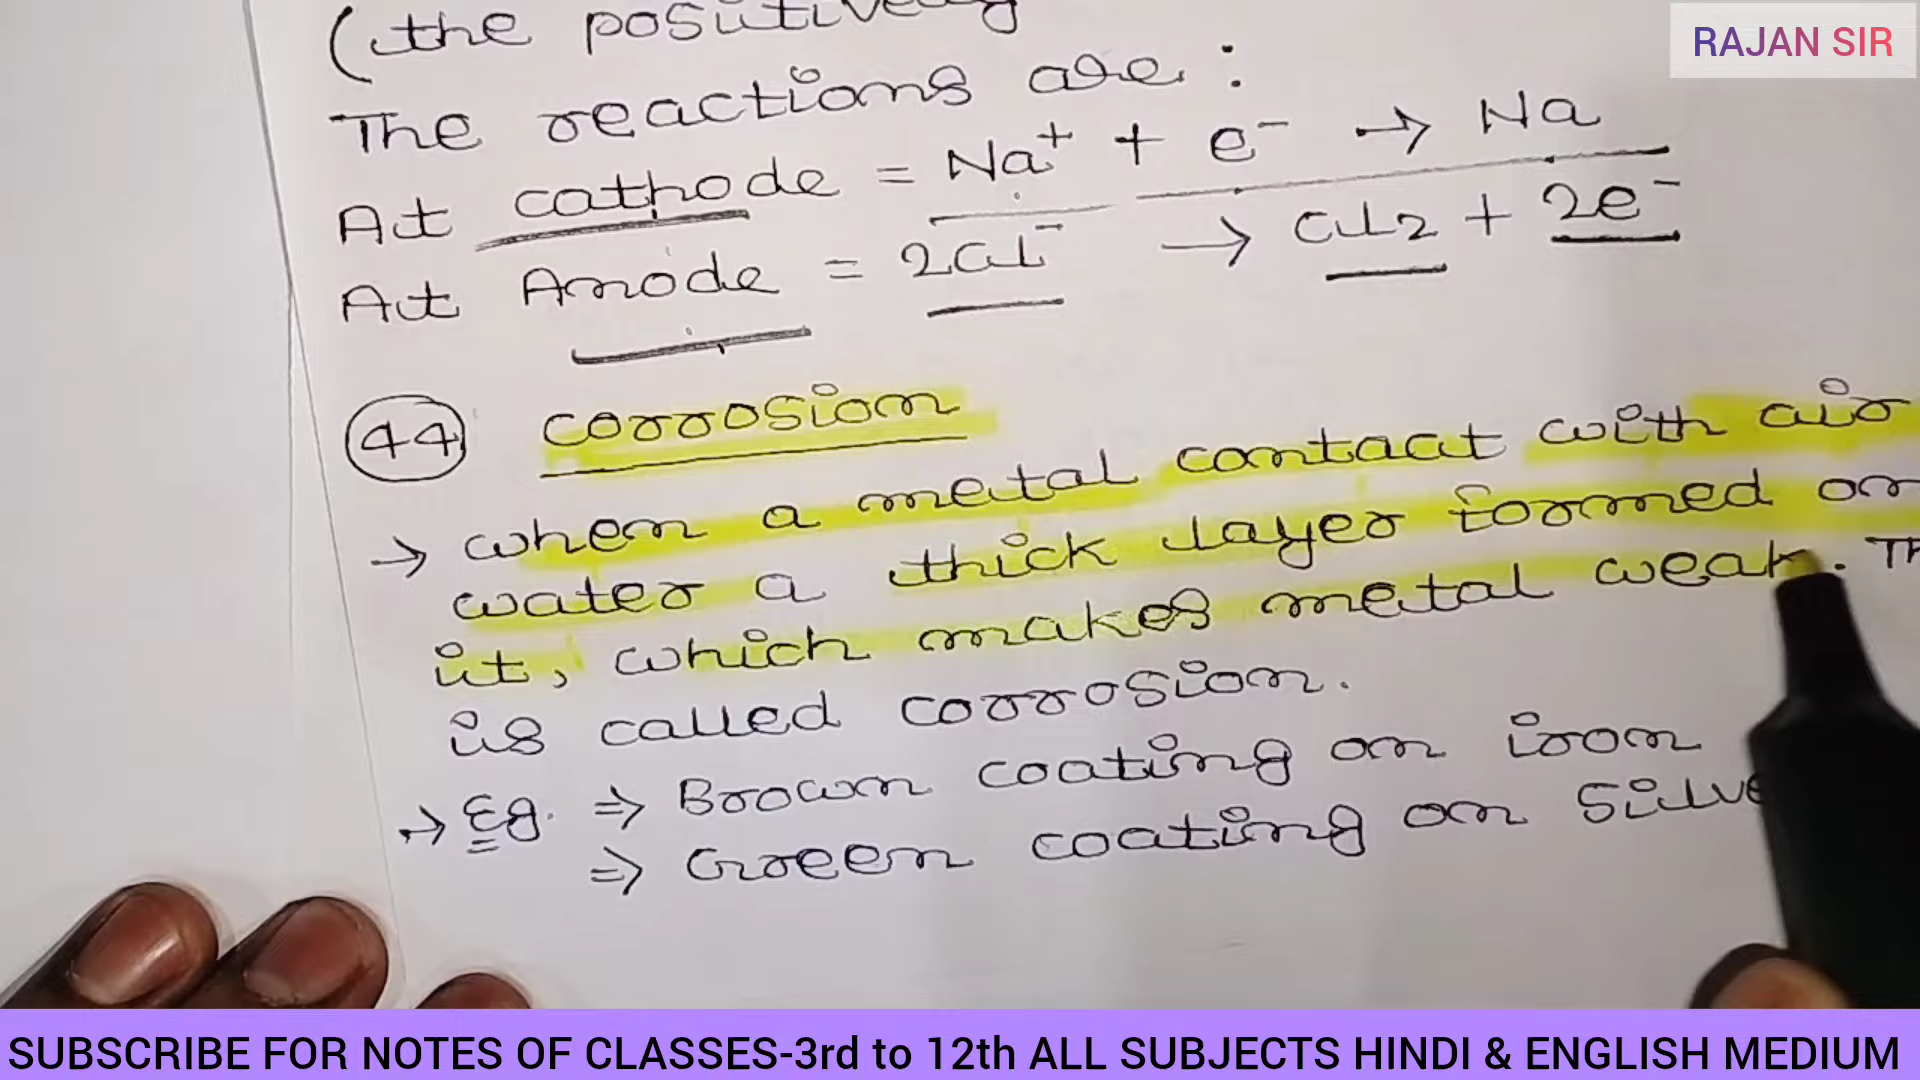 RAJAN SIR
(the positively
The reactions are :
At cathode = Na⁺ + e⁻ → Na
At Anode = 2Cl⁻ → Cl₂ + 2e⁻
44 corrosion
→ when a metal contact with air
water a thick layer formed on
it, which makes metal weak. Th
is called corrosion.
→ Eg. ⇒ Brown coating on iron
⇒ Green coating on Silve
SUBSCRIBE FOR NOTES OF CLASSES-3rd to 12th ALL SUBJECTS HINDI & ENGLISH MEDIUM